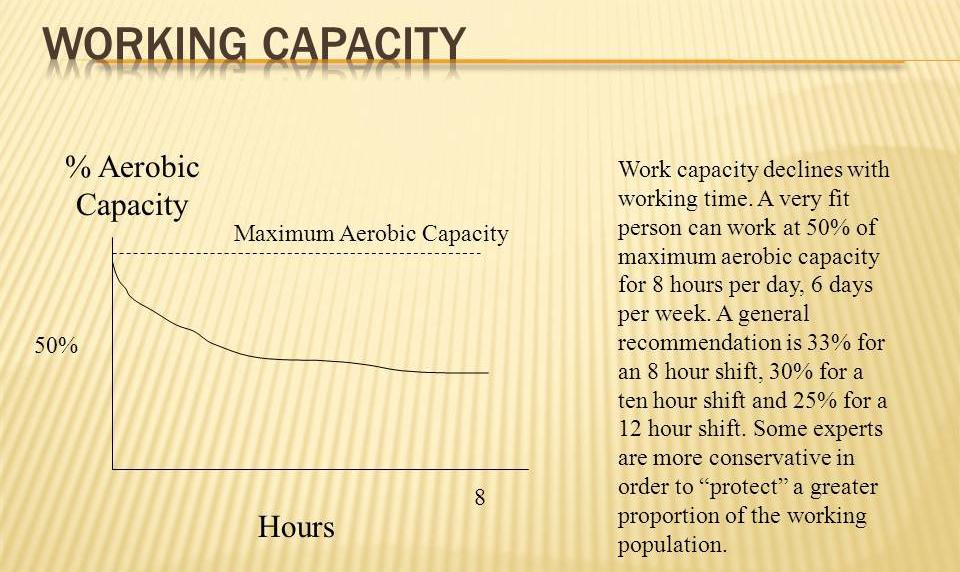 WORKING CAPACITY
% Aerobic
Capacity
Maximum Aerobic Capacity
50%
8
Hours
Work capacity declines with
working time. A very fit
person can work at 50% of
maximum aerobic capacity
for 8 hours per day, 6 days
per week. A general
recommendation is 33% for
an 8 hour shift, 30% for a
ten hour shift and 25% for a
12 hour shift. Some experts
are more conservative in
order to “protect” a greater
proportion of the working
population.